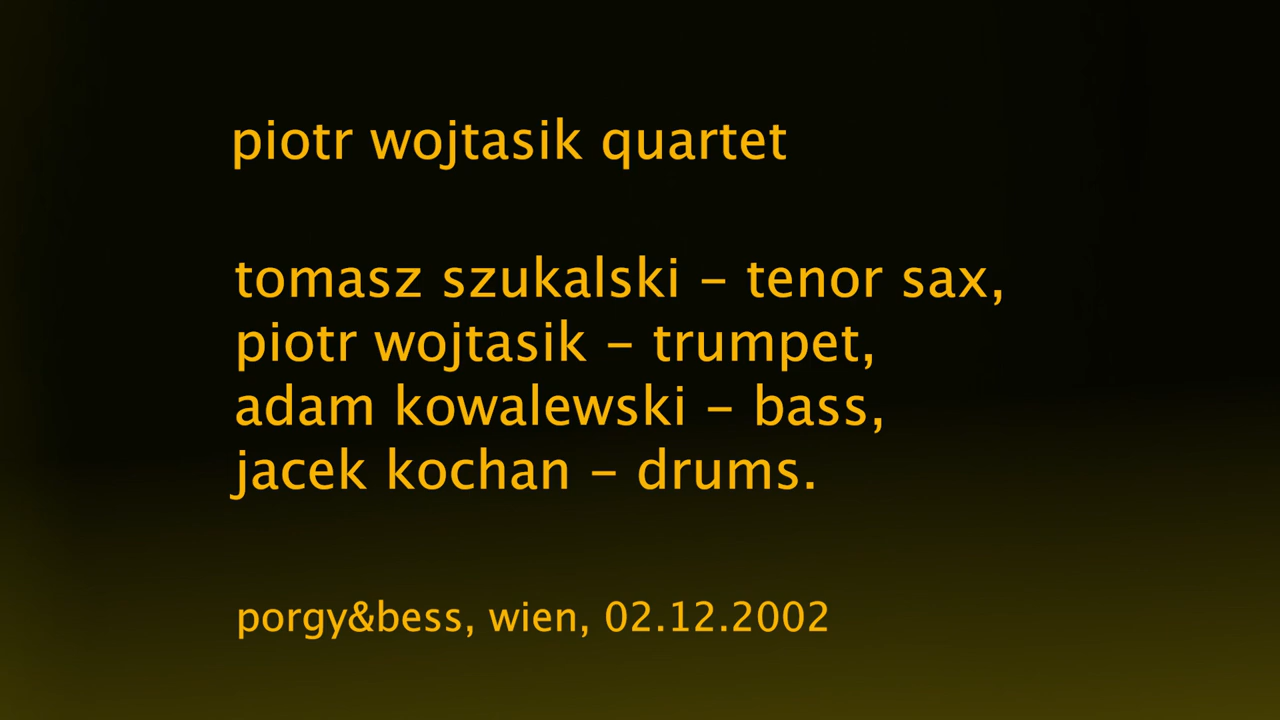 piotr wojtasik quartet
tomasz szukalski – tenor sax,
piotr wojtasik – trumpet,
adam kowalewski – bass,
jacek kochan – drums.
porgy&bess, wien, 02.12.2002